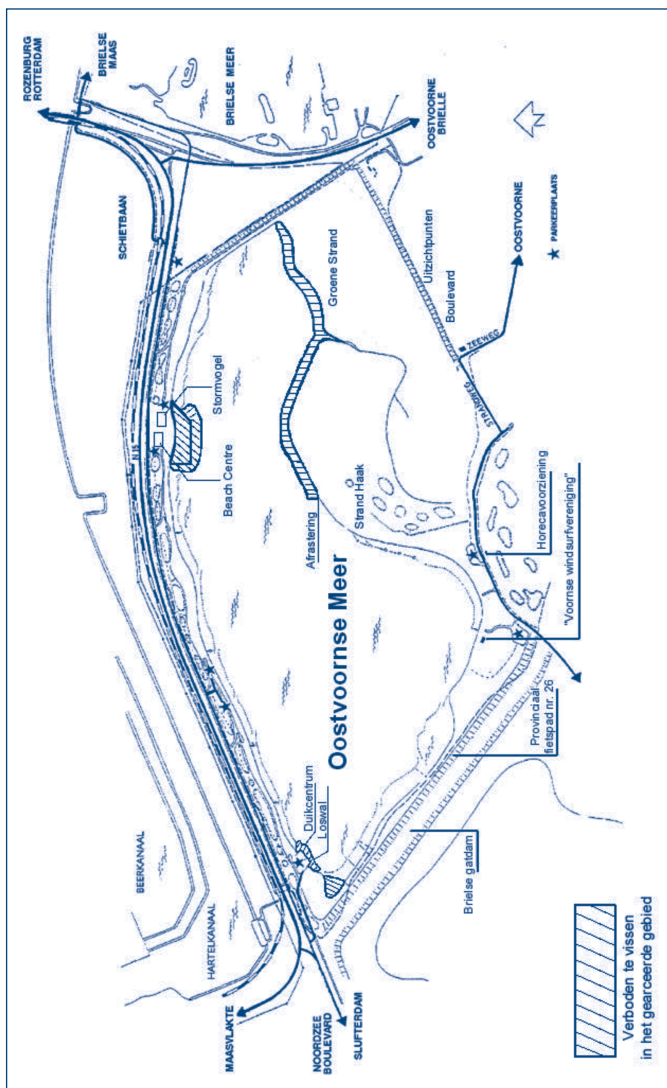 ROZENBURG
ROTTERDAM
BRIELSE
MAAS
BRIELSE MEER
OOSTVOORNE
BRIELLE
N
SCHIETBAAN
Groene Strand
Uitzichtpunten
Boulevard
OOSTVOORNE
PARKEERPLAATS
ZEEWEG
STRANDWEG
Stormvogel
N 15
Beach Centre
Afrastering
Strand Haak
Horecavoorziening
"Voornse windsurfvereniging"
Oostvoornse Meer
Provinciaal
fietspad nr. 26
BEERKANAAL
HARTELKANAAL
Duikcentrum
Loswal
Brielse gatdam
MAASVLAKTE
NOORDZEE
BOULEVARD
SLUFTERDAM
Verboden te vissen
in het gearceerde gebied